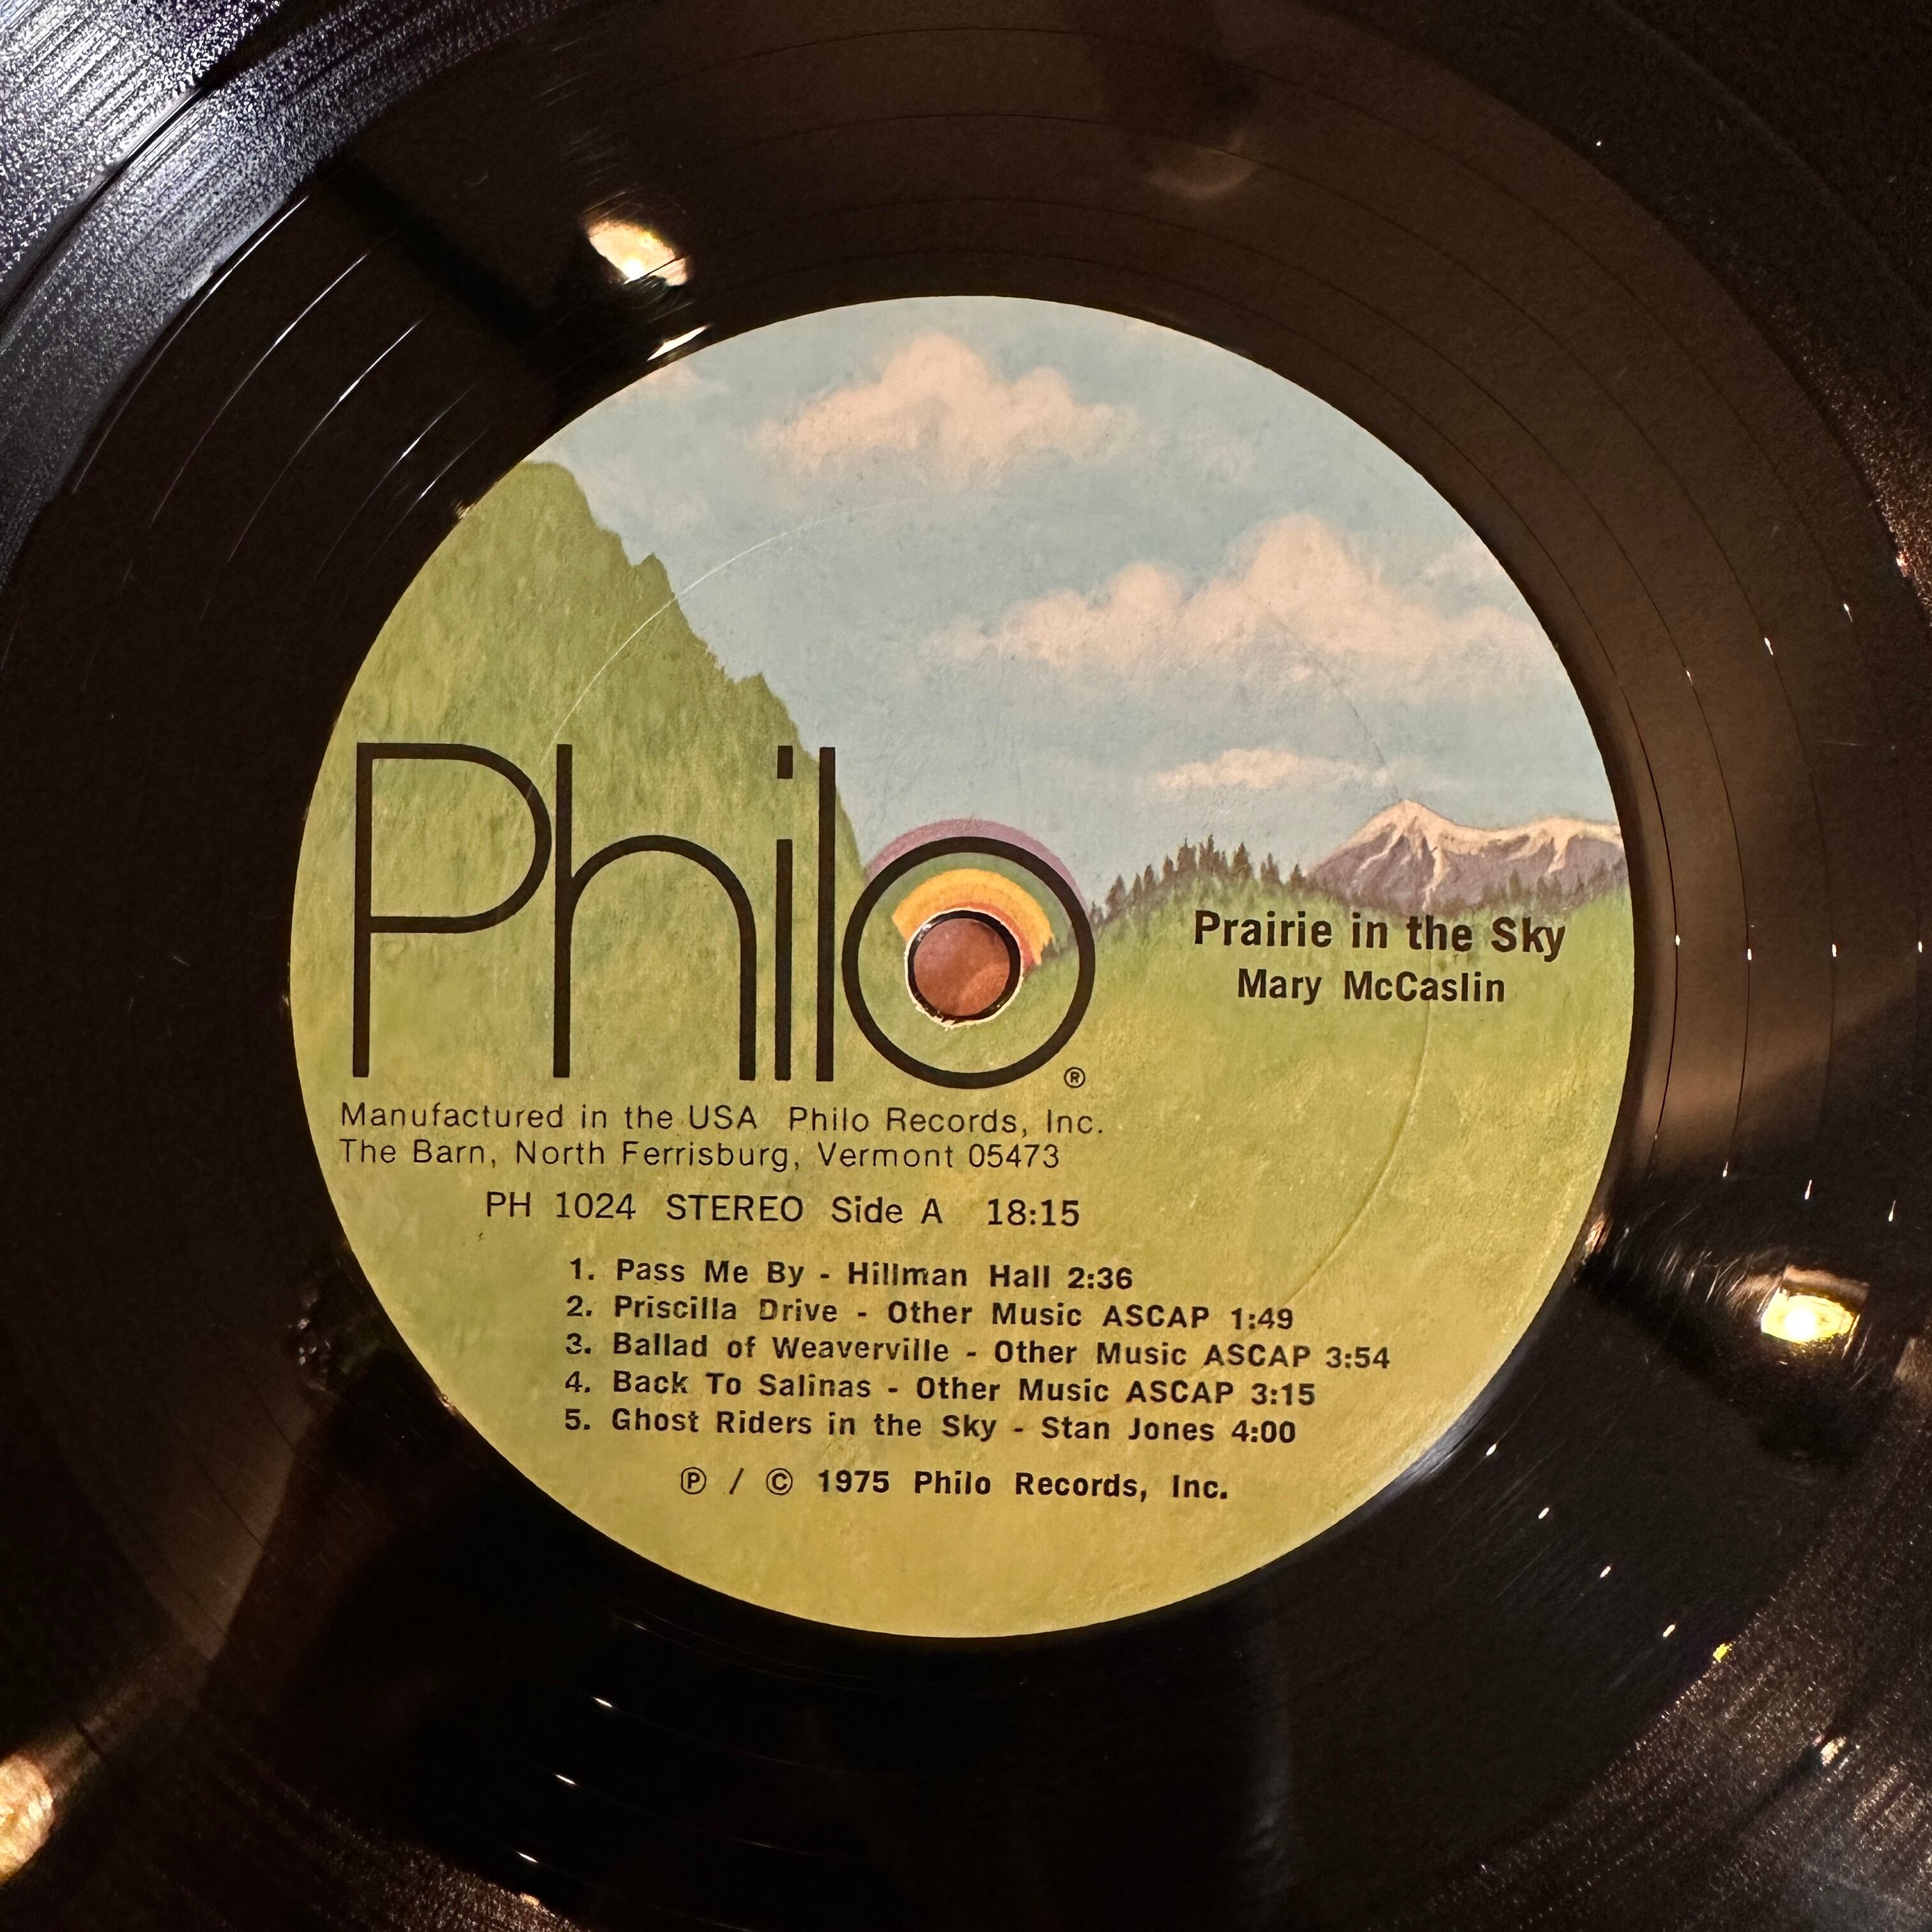 Philo®
Prairie in the Sky
Mary McCaslin
Manufactured in the USA Philo Records, Inc.
The Barn, North Ferrisburg, Vermont 05473
PH 1024 STEREO Side A 18:15
1. Pass Me By - Hillman Hall 2:36
2. Priscilla Drive - Other Music ASCAP 1:49
3. Ballad of Weaverville - Other Music ASCAP 3:54
4. Back To Salinas - Other Music ASCAP 3:15
5. Ghost Riders in the Sky - Stan Jones 4:00
℗ / © 1975 Philo Records, Inc.